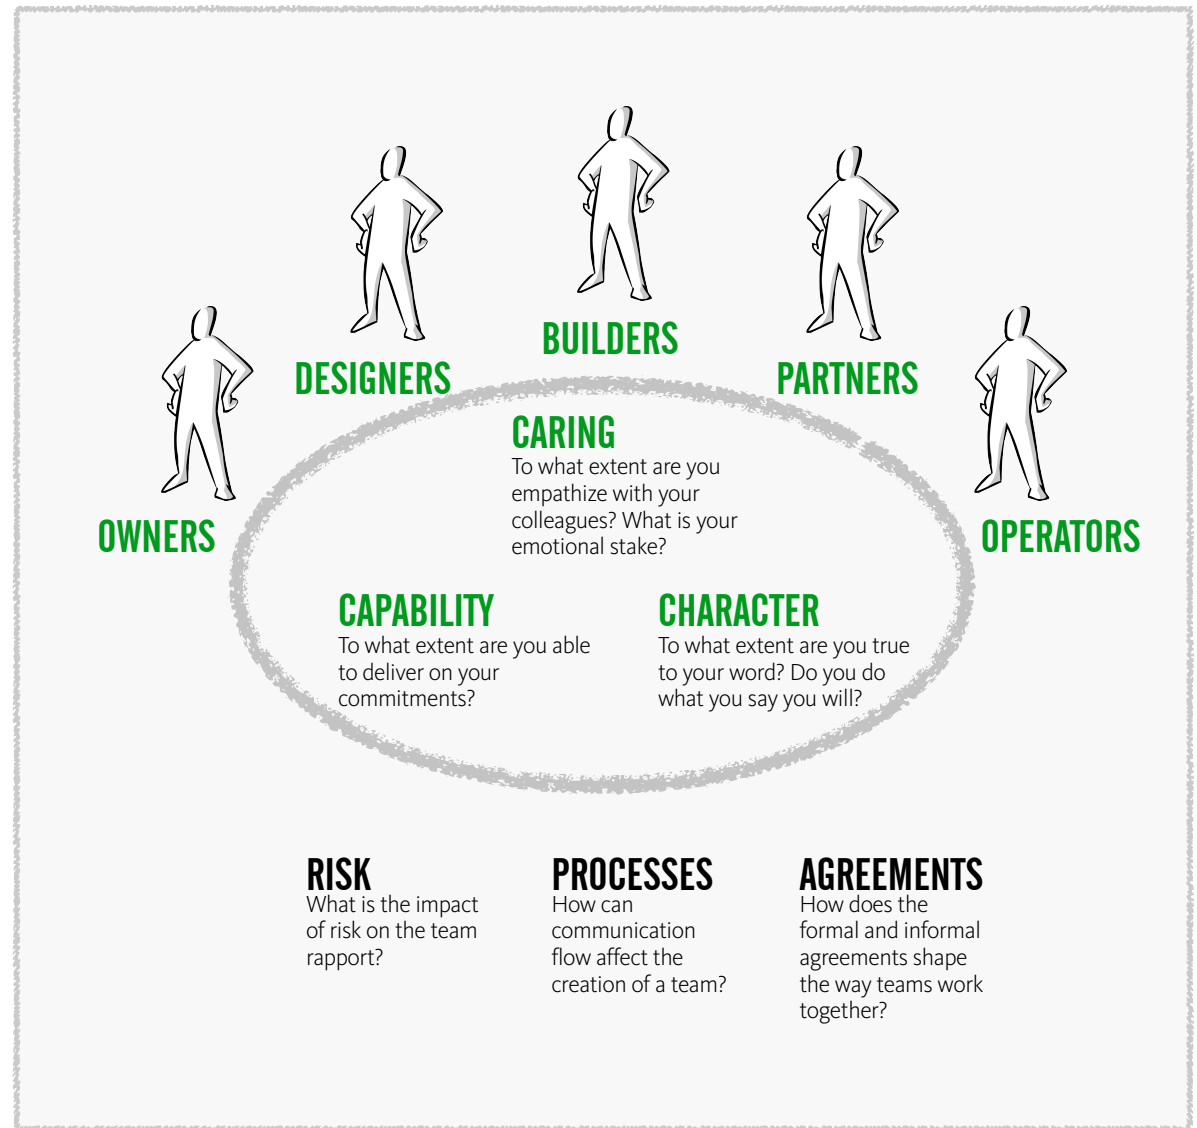 BUILDERS
DESIGNERS
PARTNERS
OWNERS
OPERATORS
CARING
To what extent are you
empathize with your
colleagues? What is your
emotional stake?
CAPABILITY
To what extent are you able
to deliver on your
commitments?
CHARACTER
To what extent are you true
to your word? Do you do
what you say you will?
RISK
What is the impact
of risk on the team
rapport?
PROCESSES
How can
communication
flow affect the
creation of a team?
AGREEMENTS
How does the
formal and informal
agreements shape
the way teams work
together?